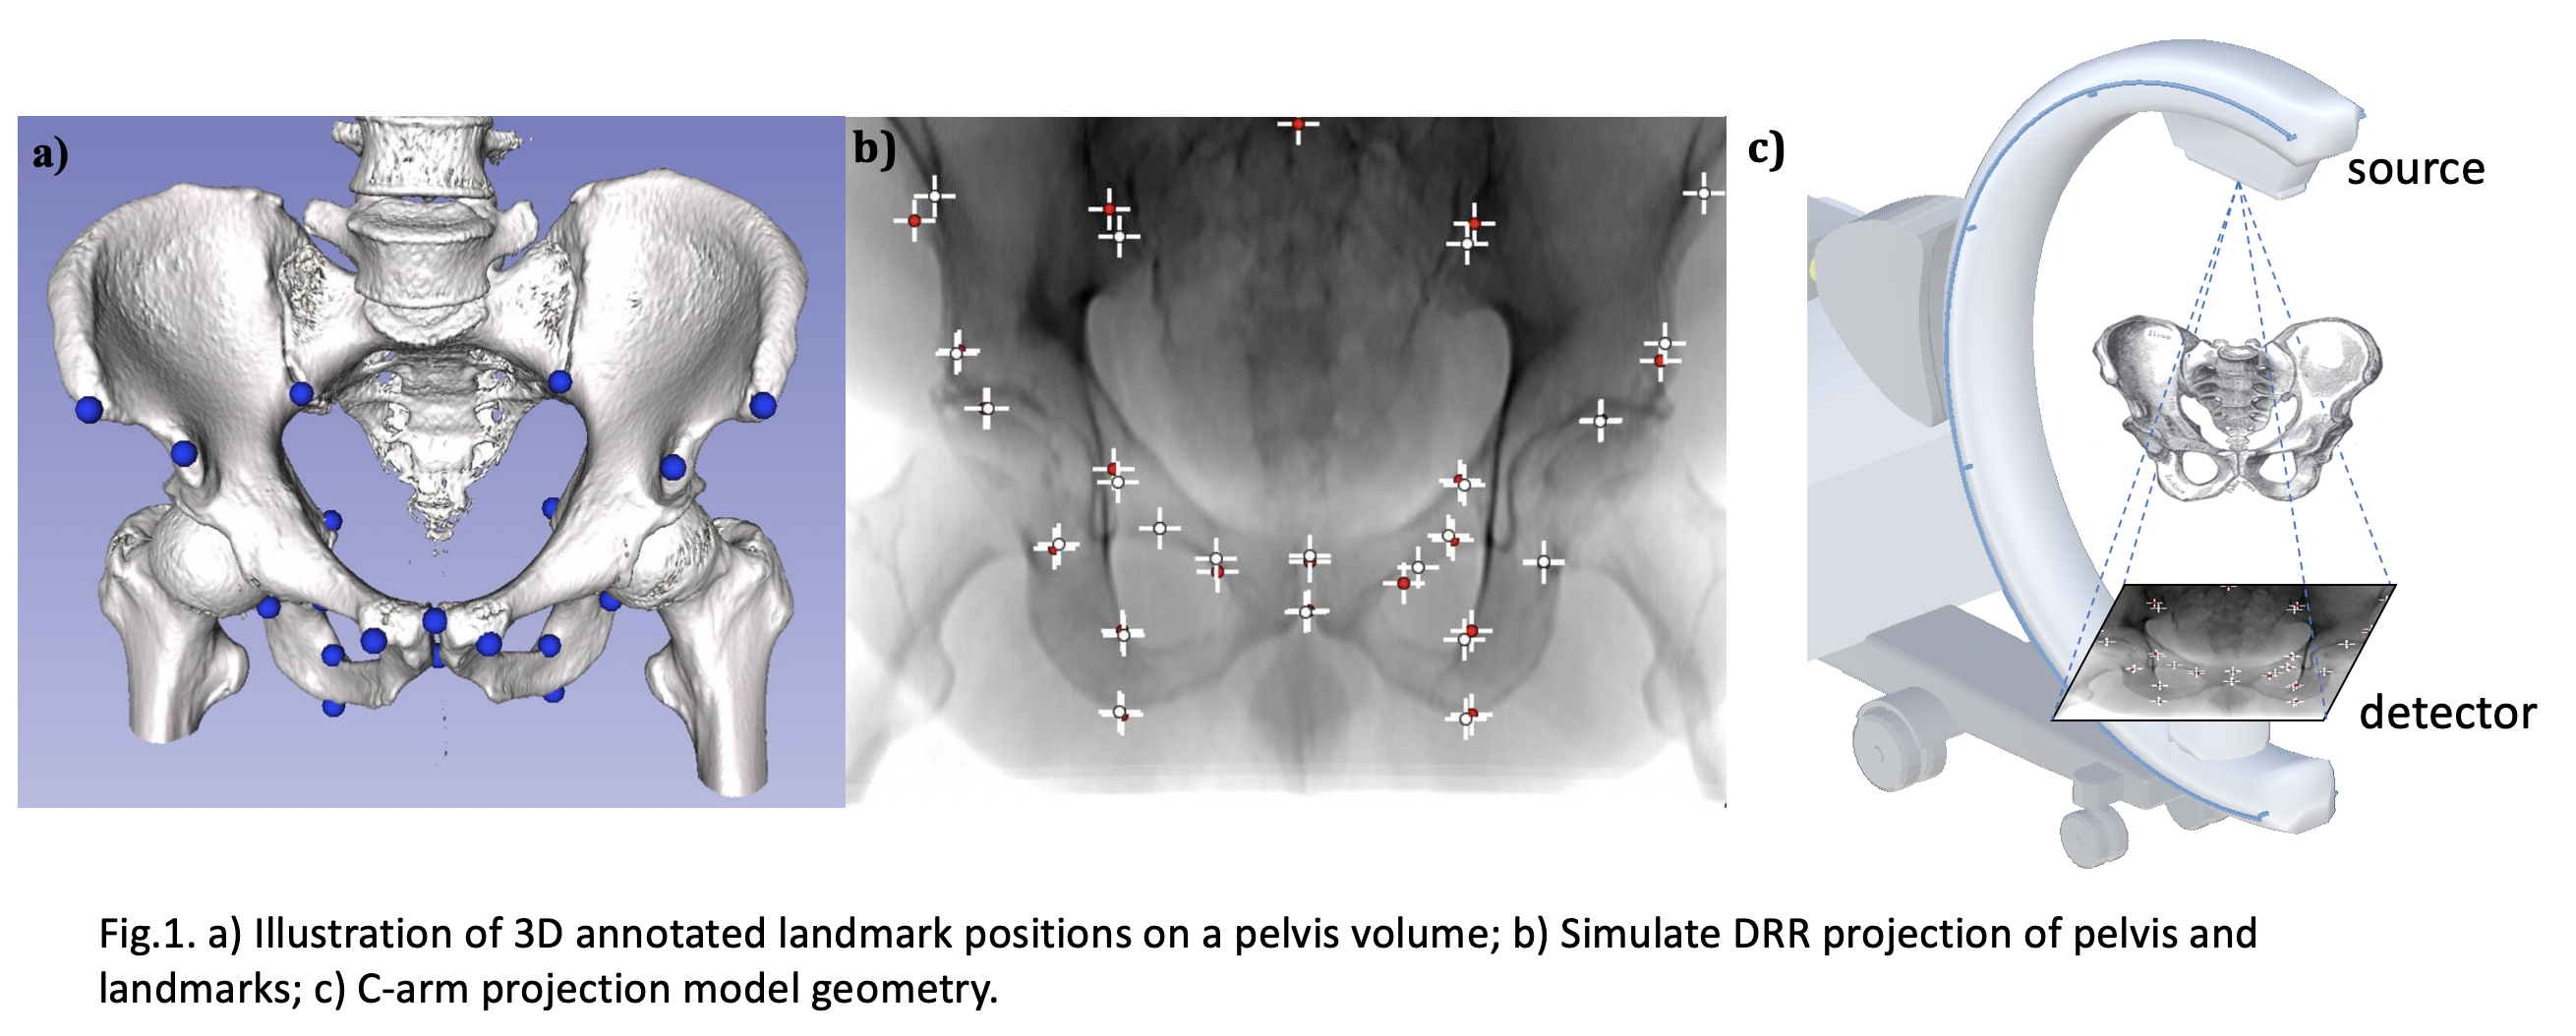 a)
b)
c)
source
detector
Fig.1. a) Illustration of 3D annotated landmark positions on a pelvis volume; b) Simulate DRR projection of pelvis and
landmarks; c) C-arm projection model geometry.